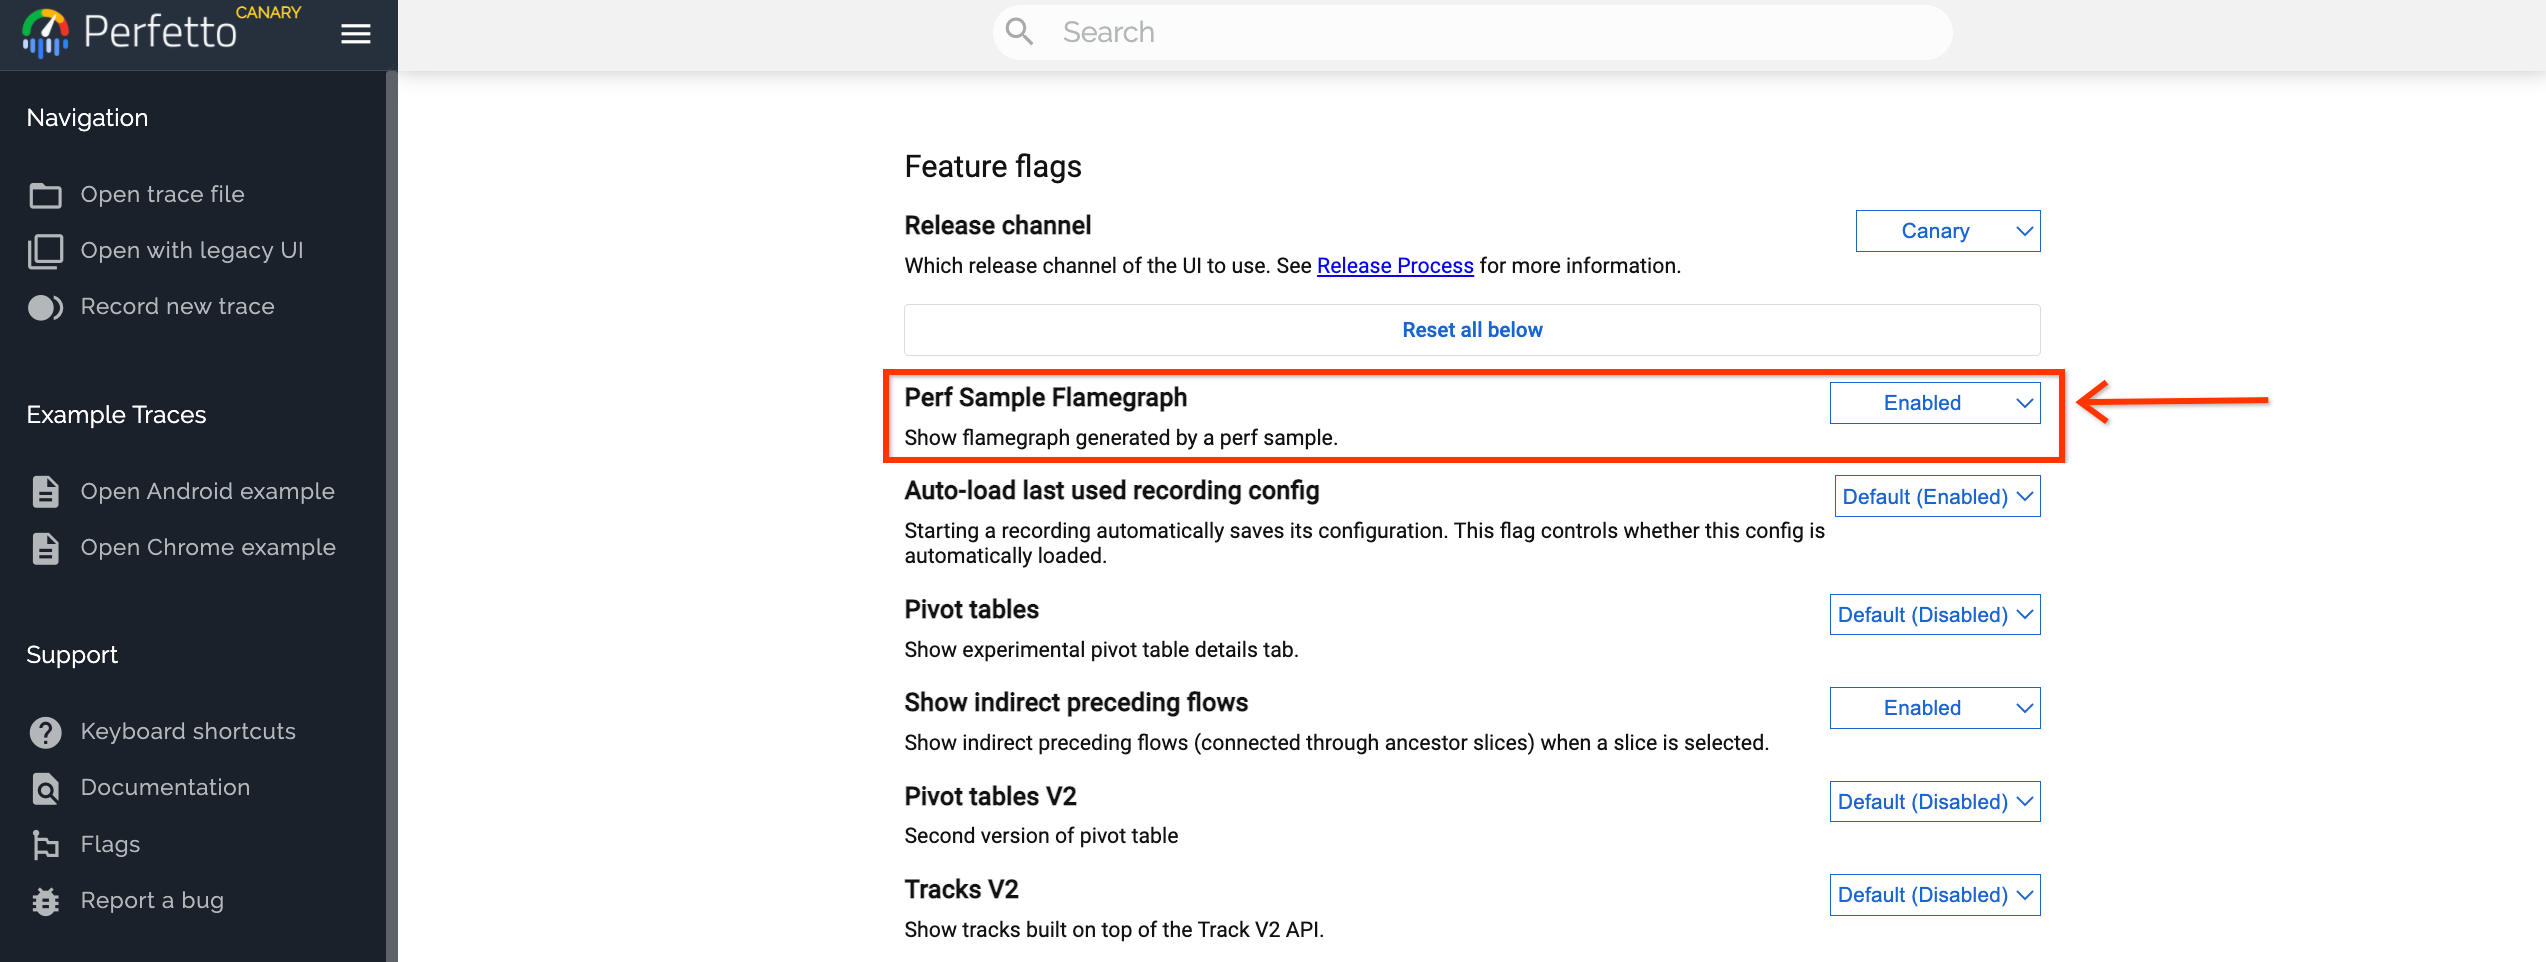 Perfetto
CANARY
Search
Navigation
Open trace file
Open with legacy UI
Record new trace
Example Traces
Open Android example
Open Chrome example
Support
Keyboard shortcuts
Documentation
Flags
Report a bug
Feature flags
Release channel
Canary
Which release channel of the UI to use. See Release Process for more information.
Reset all below
Perf Sample Flamegraph
Enabled
Show flamegraph generated by a perf sample.
Auto-load last used recording config
Default (Enabled)
Starting a recording automatically saves its configuration. This flag controls whether this config is
automatically loaded.
Pivot tables
Default (Disabled)
Show experimental pivot table details tab.
Show indirect preceding flows
Enabled
Show indirect preceding flows (connected through ancestor slices) when a slice is selected.
Pivot tables V2
Default (Disabled)
Second version of pivot table
Tracks V2
Default (Disabled)
Show tracks built on top of the Track V2 API.